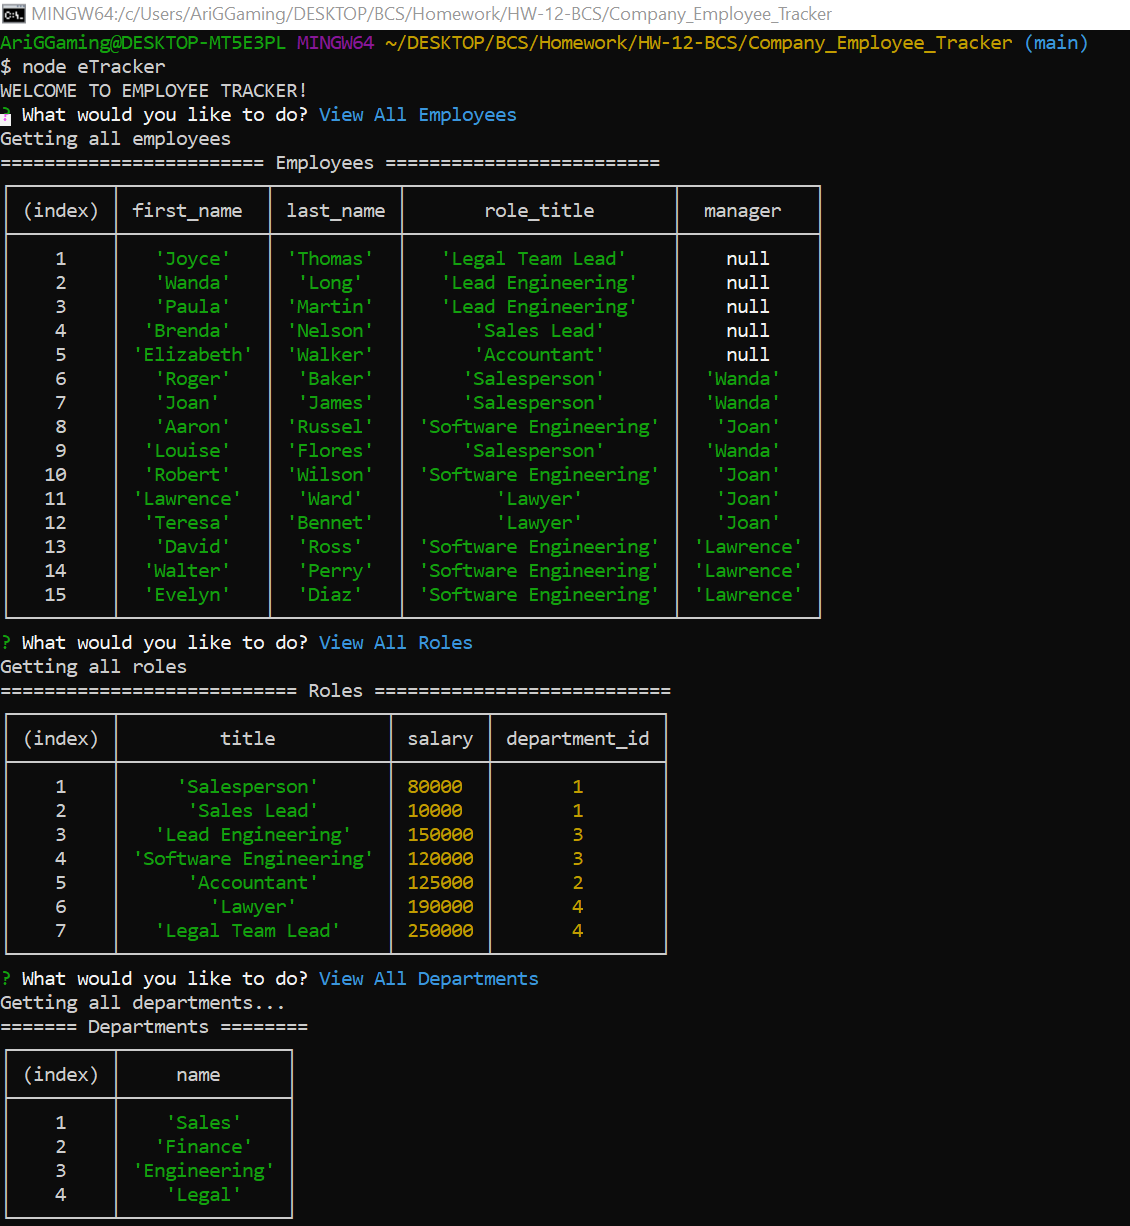 MINGW64:/c/Users/AriGGaming/DESKTOP/BCS/Homework/HW-12-BCS/Company_Employee_Tracker
AriGGaming@DESKTOP-MT5E3PL MINGW64 ~/DESKTOP/BCS/Homework/HW-12-BCS/Company_Employee_Tracker (main)
$ node eTracker
WELCOME TO EMPLOYEE TRACKER!
? What would you like to do? View All Employees
Getting all employees
======================== Employees =========================
(index) first_name last_name role_title manager
1 'Joyce' 'Thomas' 'Legal Team Lead' null
2 'Wanda' 'Long' 'Lead Engineering' null
3 'Paula' 'Martin' 'Lead Engineering' null
4 'Brenda' 'Nelson' 'Sales Lead' null
5 'Elizabeth' 'Walker' 'Accountant' null
6 'Roger' 'Baker' 'Salesperson' 'Wanda'
7 'Joan' 'James' 'Salesperson' 'Wanda'
8 'Aaron' 'Russel' 'Software Engineering' 'Joan'
9 'Louise' 'Flores' 'Salesperson' 'Wanda'
10 'Robert' 'Wilson' 'Software Engineering' 'Joan'
11 'Lawrence' 'Ward' 'Lawyer' 'Joan'
12 'Teresa' 'Bennet' 'Lawyer' 'Joan'
13 'David' 'Ross' 'Software Engineering' 'Lawrence'
14 'Walter' 'Perry' 'Software Engineering' 'Lawrence'
15 'Evelyn' 'Diaz' 'Software Engineering' 'Lawrence'
? What would you like to do? View All Roles
Getting all roles
=========================== Roles ===========================
(index) title salary department_id
1 'Salesperson' 80000 1
2 'Sales Lead' 10000 1
3 'Lead Engineering' 150000 3
4 'Software Engineering' 120000 3
5 'Accountant' 125000 2
6 'Lawyer' 190000 4
7 'Legal Team Lead' 250000 4
? What would you like to do? View All Departments
Getting all departments...
======= Departments ========
(index) name
1 'Sales'
2 'Finance'
3 'Engineering'
4 'Legal'